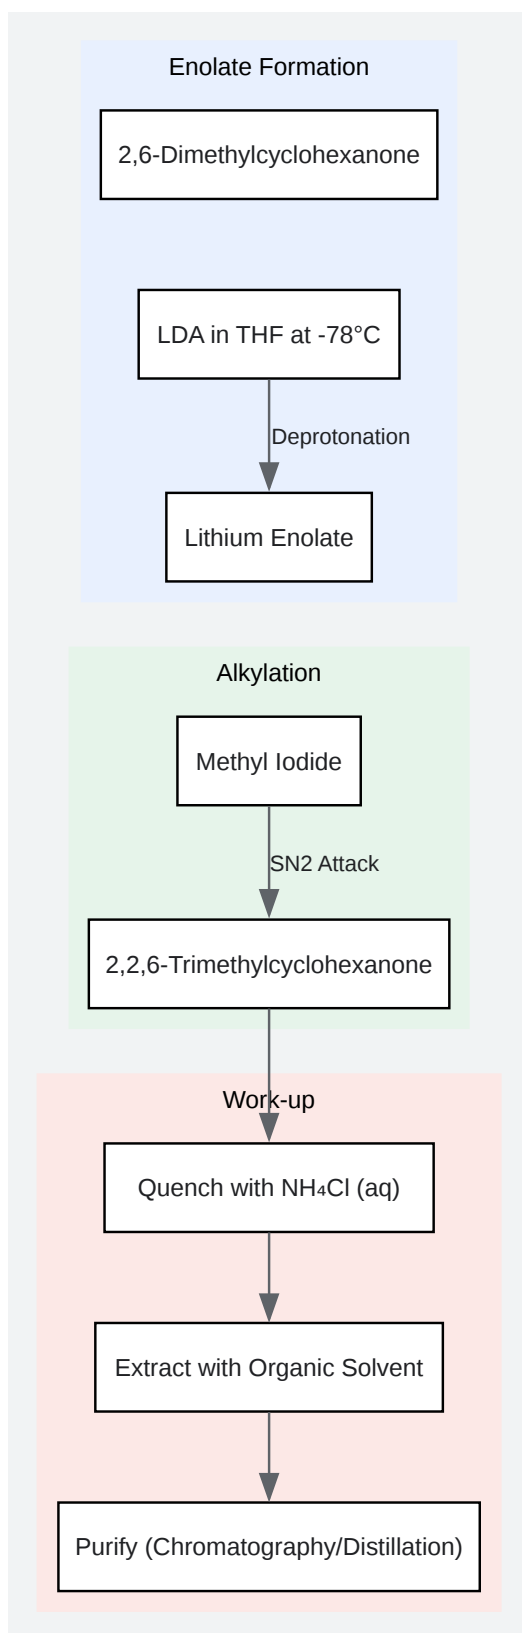 Enolate Formation
2,6-Dimethylcyclohexanone
LDA in THF at -78°C
Deprotonation
Lithium Enolate
Alkylation
Methyl Iodide
SN2 Attack
2,2,6-Trimethylcyclohexanone
Work-up
Quench with NH₄Cl (aq)
Extract with Organic Solvent
Purify (Chromatography/Distillation)